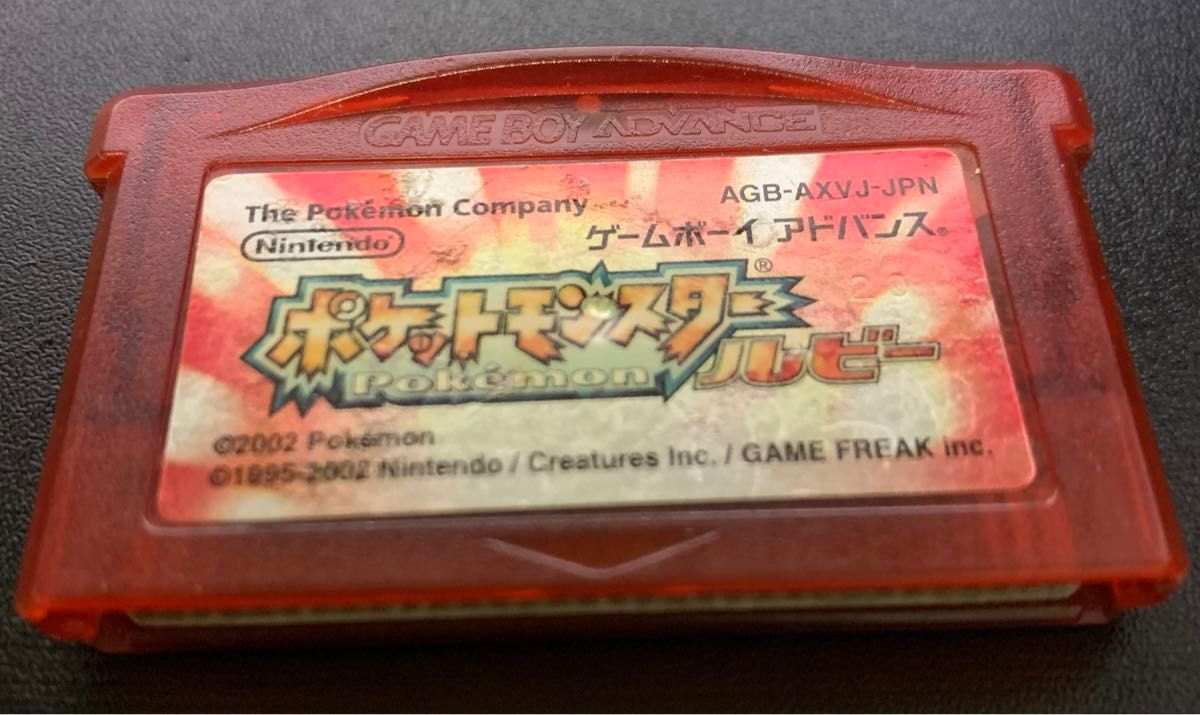 GAME BOY ADVANCE
The Pokémon Company
AGB-AXVJ-JPN
Nintendo®
ゲームボーイ アドバンス®
ポケットモンスター®
Pokémon
ルビー
©2002 Pokémon
©1995-2002 Nintendo / Creatures Inc. / GAME FREAK inc.